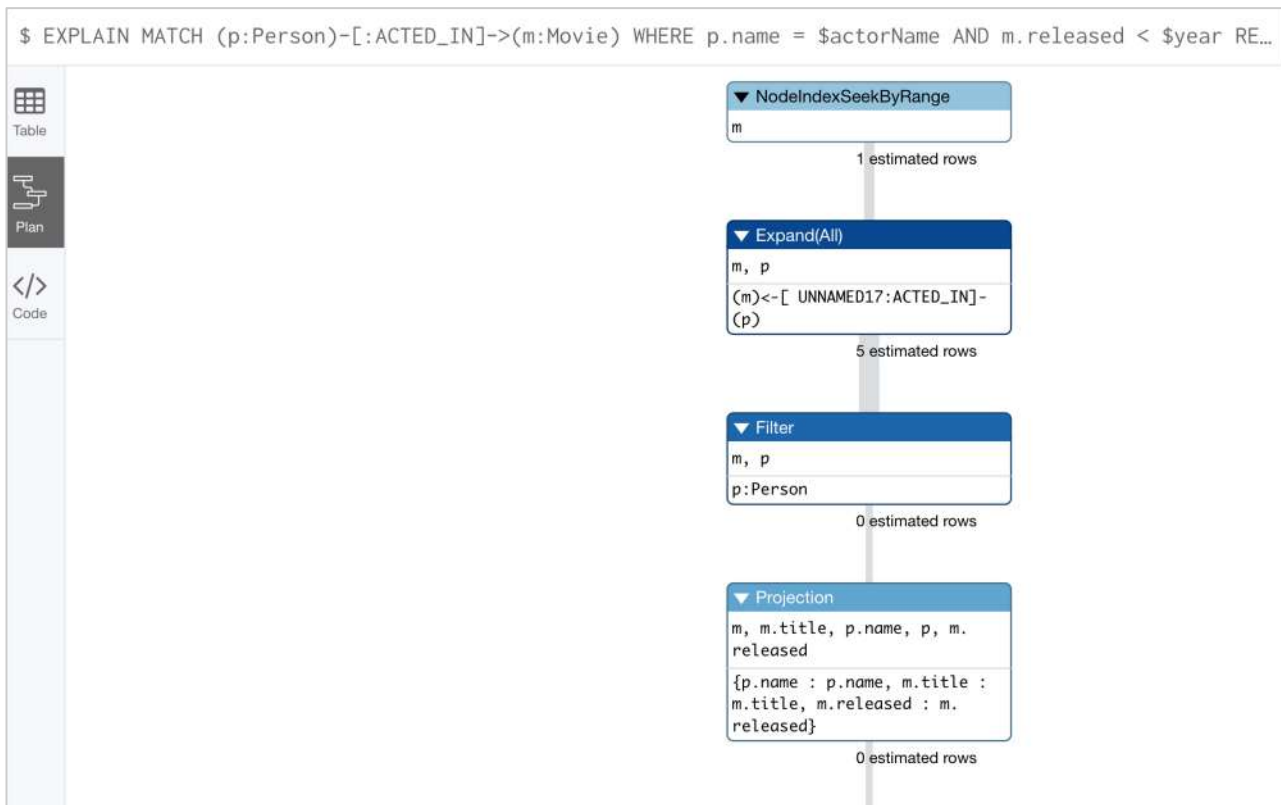 $ EXPLAIN MATCH (p:Person)-[:ACTED_IN]->(m:Movie) WHERE p.name = $actorName AND m.released < $year RE…
Table
Plan
</>
Code
NodeIndexSeekByRange
m
1 estimated rows
Expand(All)
m, p
(m)<-[ UNNAMED17:ACTED_IN]-
(p)
5 estimated rows
Filter
m, p
p:Person
0 estimated rows
Projection
m, m.title, p.name, p, m.
released
{p.name : p.name, m.title :
m.title, m.released : m.
released}
0 estimated rows